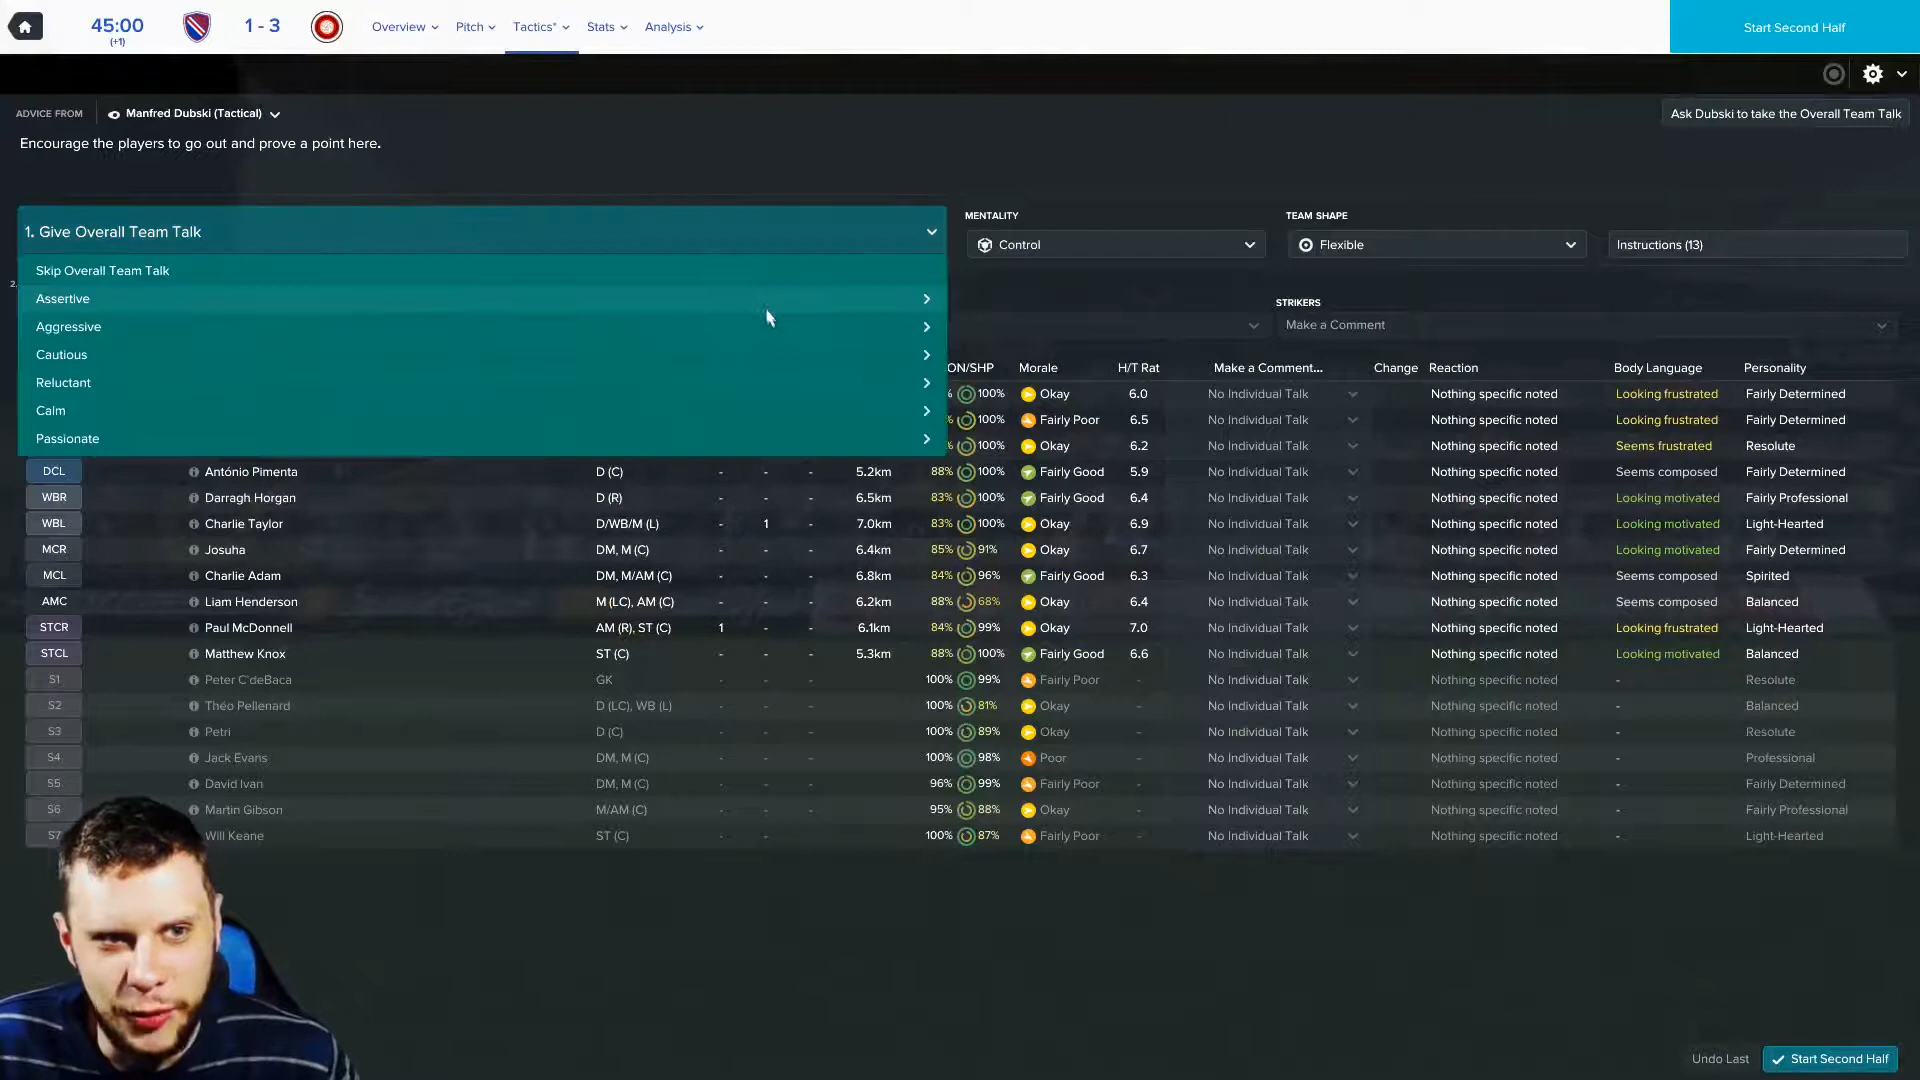 45:00
(+1)
1 - 3
Overview
Pitch
Tactics*
Stats
Analysis
Start Second Half
ADVICE FROM
Manfred Dubski (Tactical)
Ask Dubski to take the Overall Team Talk
Encourage the players to go out and prove a point here.
1. Give Overall Team Talk
MENTALITY
TEAM SHAPE
Control
Flexible
Instructions (13)
Skip Overall Team Talk
2.
Assertive
Aggressive
Cautious
Reluctant
Calm
Passionate
STRIKERS
Make a Comment
ON/SHP Morale H/T Rat Make a Comment... Change Reaction Body Language Personality
% 100% Okay 6.0 No Individual Talk Nothing specific noted Looking frustrated Fairly Determined
% 100% Fairly Poor 6.5 No Individual Talk Nothing specific noted Looking frustrated Fairly Determined
% 100% Okay 6.2 No Individual Talk Nothing specific noted Seems frustrated Resolute
DCL António Pimenta D (C) - - - 5.2km 88% 100% Fairly Good 5.9 No Individual Talk Nothing specific noted Seems composed Fairly Determined
WBR Darragh Horgan D (R) - - - 6.5km 83% 100% Fairly Good 6.4 No Individual Talk Nothing specific noted Looking motivated Fairly Professional
WBL Charlie Taylor D/WB/M (L) - 1 - 7.0km 83% 100% Okay 6.9 No Individual Talk Nothing specific noted Looking motivated Light-Hearted
MCR Josuha DM, M (C) - - - 6.4km 85% 91% Okay 6.7 No Individual Talk Nothing specific noted Looking motivated Fairly Determined
MCL Charlie Adam DM, M/AM (C) - - - 6.8km 84% 96% Fairly Good 6.3 No Individual Talk Nothing specific noted Seems composed Spirited
AMC Liam Henderson M (LC), AM (C) - - - 6.2km 88% 68% Okay 6.4 No Individual Talk Nothing specific noted Seems composed Balanced
STCR Paul McDonnell AM (R), ST (C) 1 - - 6.1km 84% 99% Okay 7.0 No Individual Talk Nothing specific noted Looking frustrated Light-Hearted
STCL Matthew Knox ST (C) - - - 5.3km 88% 100% Fairly Good 6.6 No Individual Talk Nothing specific noted Looking motivated Balanced
S1 Peter C'deBaca GK - - - 100% 99% Fairly Poor - No Individual Talk Nothing specific noted - Resolute
S2 Théo Pellenard D (LC), WB (L) - - - 100% 81% Okay - No Individual Talk Nothing specific noted - Balanced
S3 Petri D (C) - - - 100% 89% Okay - No Individual Talk Nothing specific noted - Resolute
S4 Jack Evans DM, M (C) - - - 100% 98% Poor - No Individual Talk Nothing specific noted - Professional
S5 David Ivan DM, M (C) - - - 96% 99% Fairly Poor - No Individual Talk Nothing specific noted - Fairly Determined
S6 Martin Gibson M/AM (C) - - - 95% 88% Okay - No Individual Talk Nothing specific noted - Fairly Professional
S7 Will Keane ST (C) - - - 100% 87% Fairly Poor - No Individual Talk Nothing specific noted - Light-Hearted
Undo Last
Start Second Half